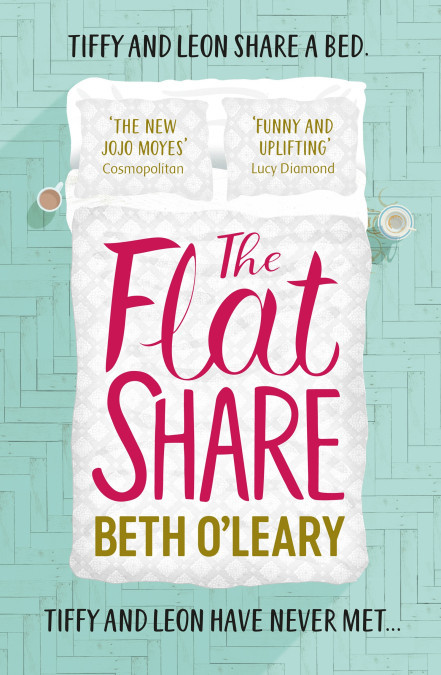 TIFFY AND LEON SHARE A BED.
‘THE NEW
JOJO MOYES’
Cosmopolitan
‘FUNNY AND
UPLIFTING’
Lucy Diamond
The
Flat
SHARE
BETH O’LEARY
TIFFY AND LEON HAVE NEVER MET...